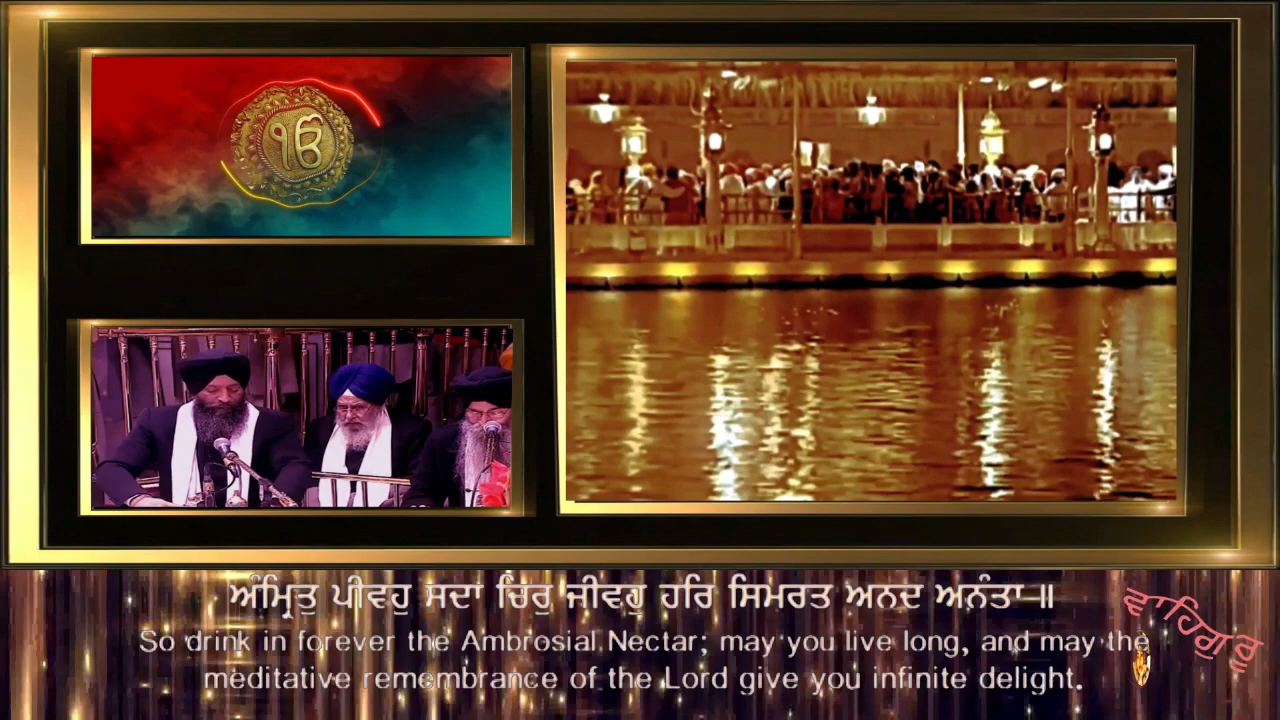 ੴ
ਅੰਮ੍ਰਿਤੁ ਪੀਵਹੁ ਸਦਾ ਚਿਰੁ ਜੀਵਹੁ ਹਰਿ ਸਿਮਰਤ ਅਨਦ ਅਨੰਤਾ ॥
So drink in forever the Ambrosial Nectar; may you live long, and may the
meditative remembrance of the Lord give you infinite delight.
ਵਾਹਿਗੁਰੂ